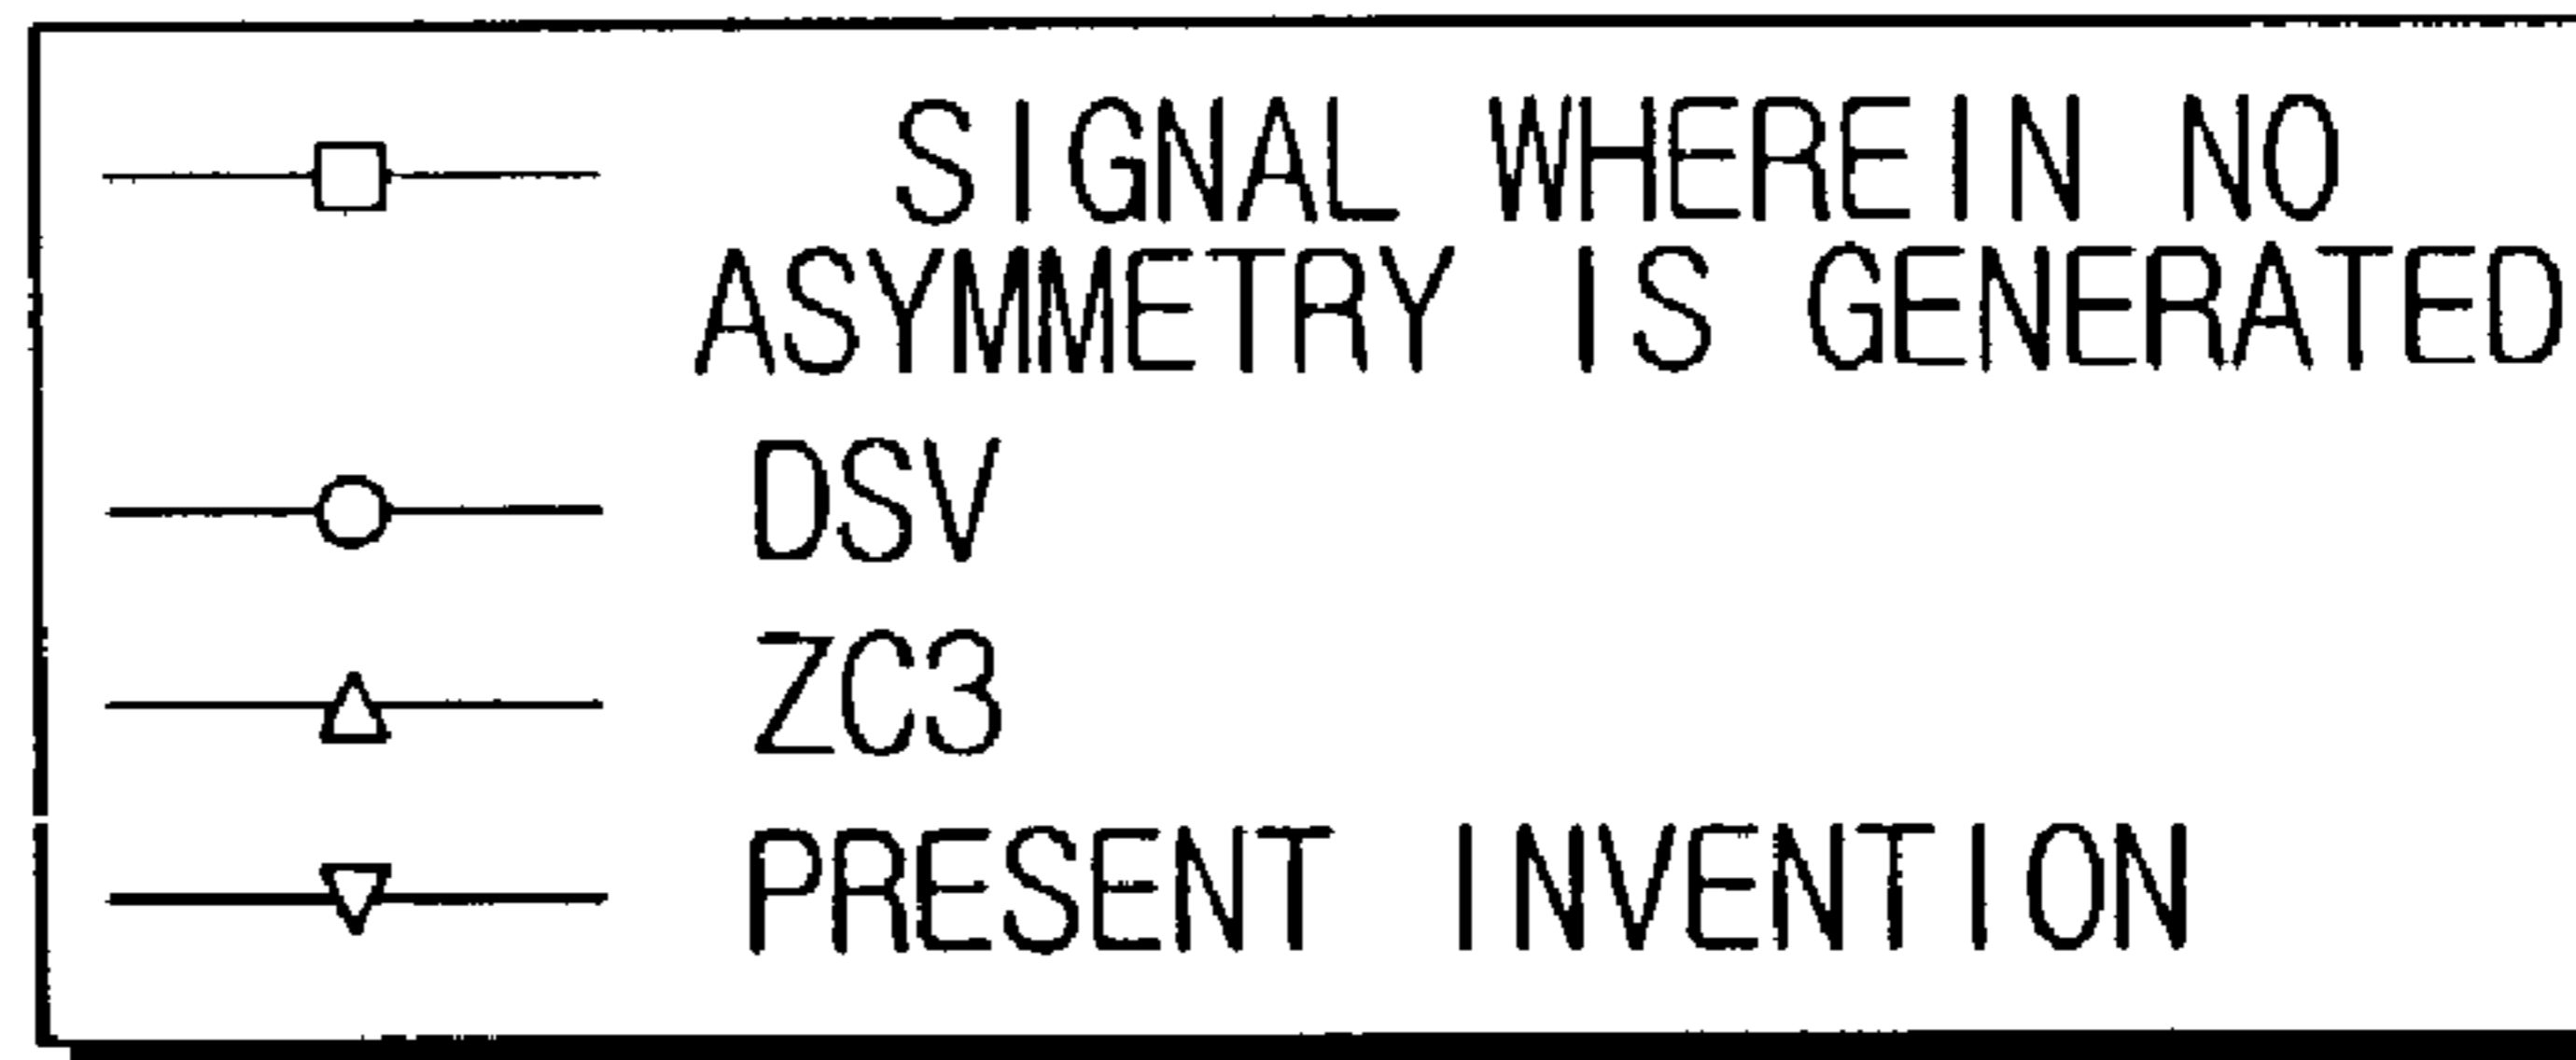 SIGNAL WHEREIN NO
ASYMMETRY IS GENERATED
DSV
ZC3
PRESENT INVENTION